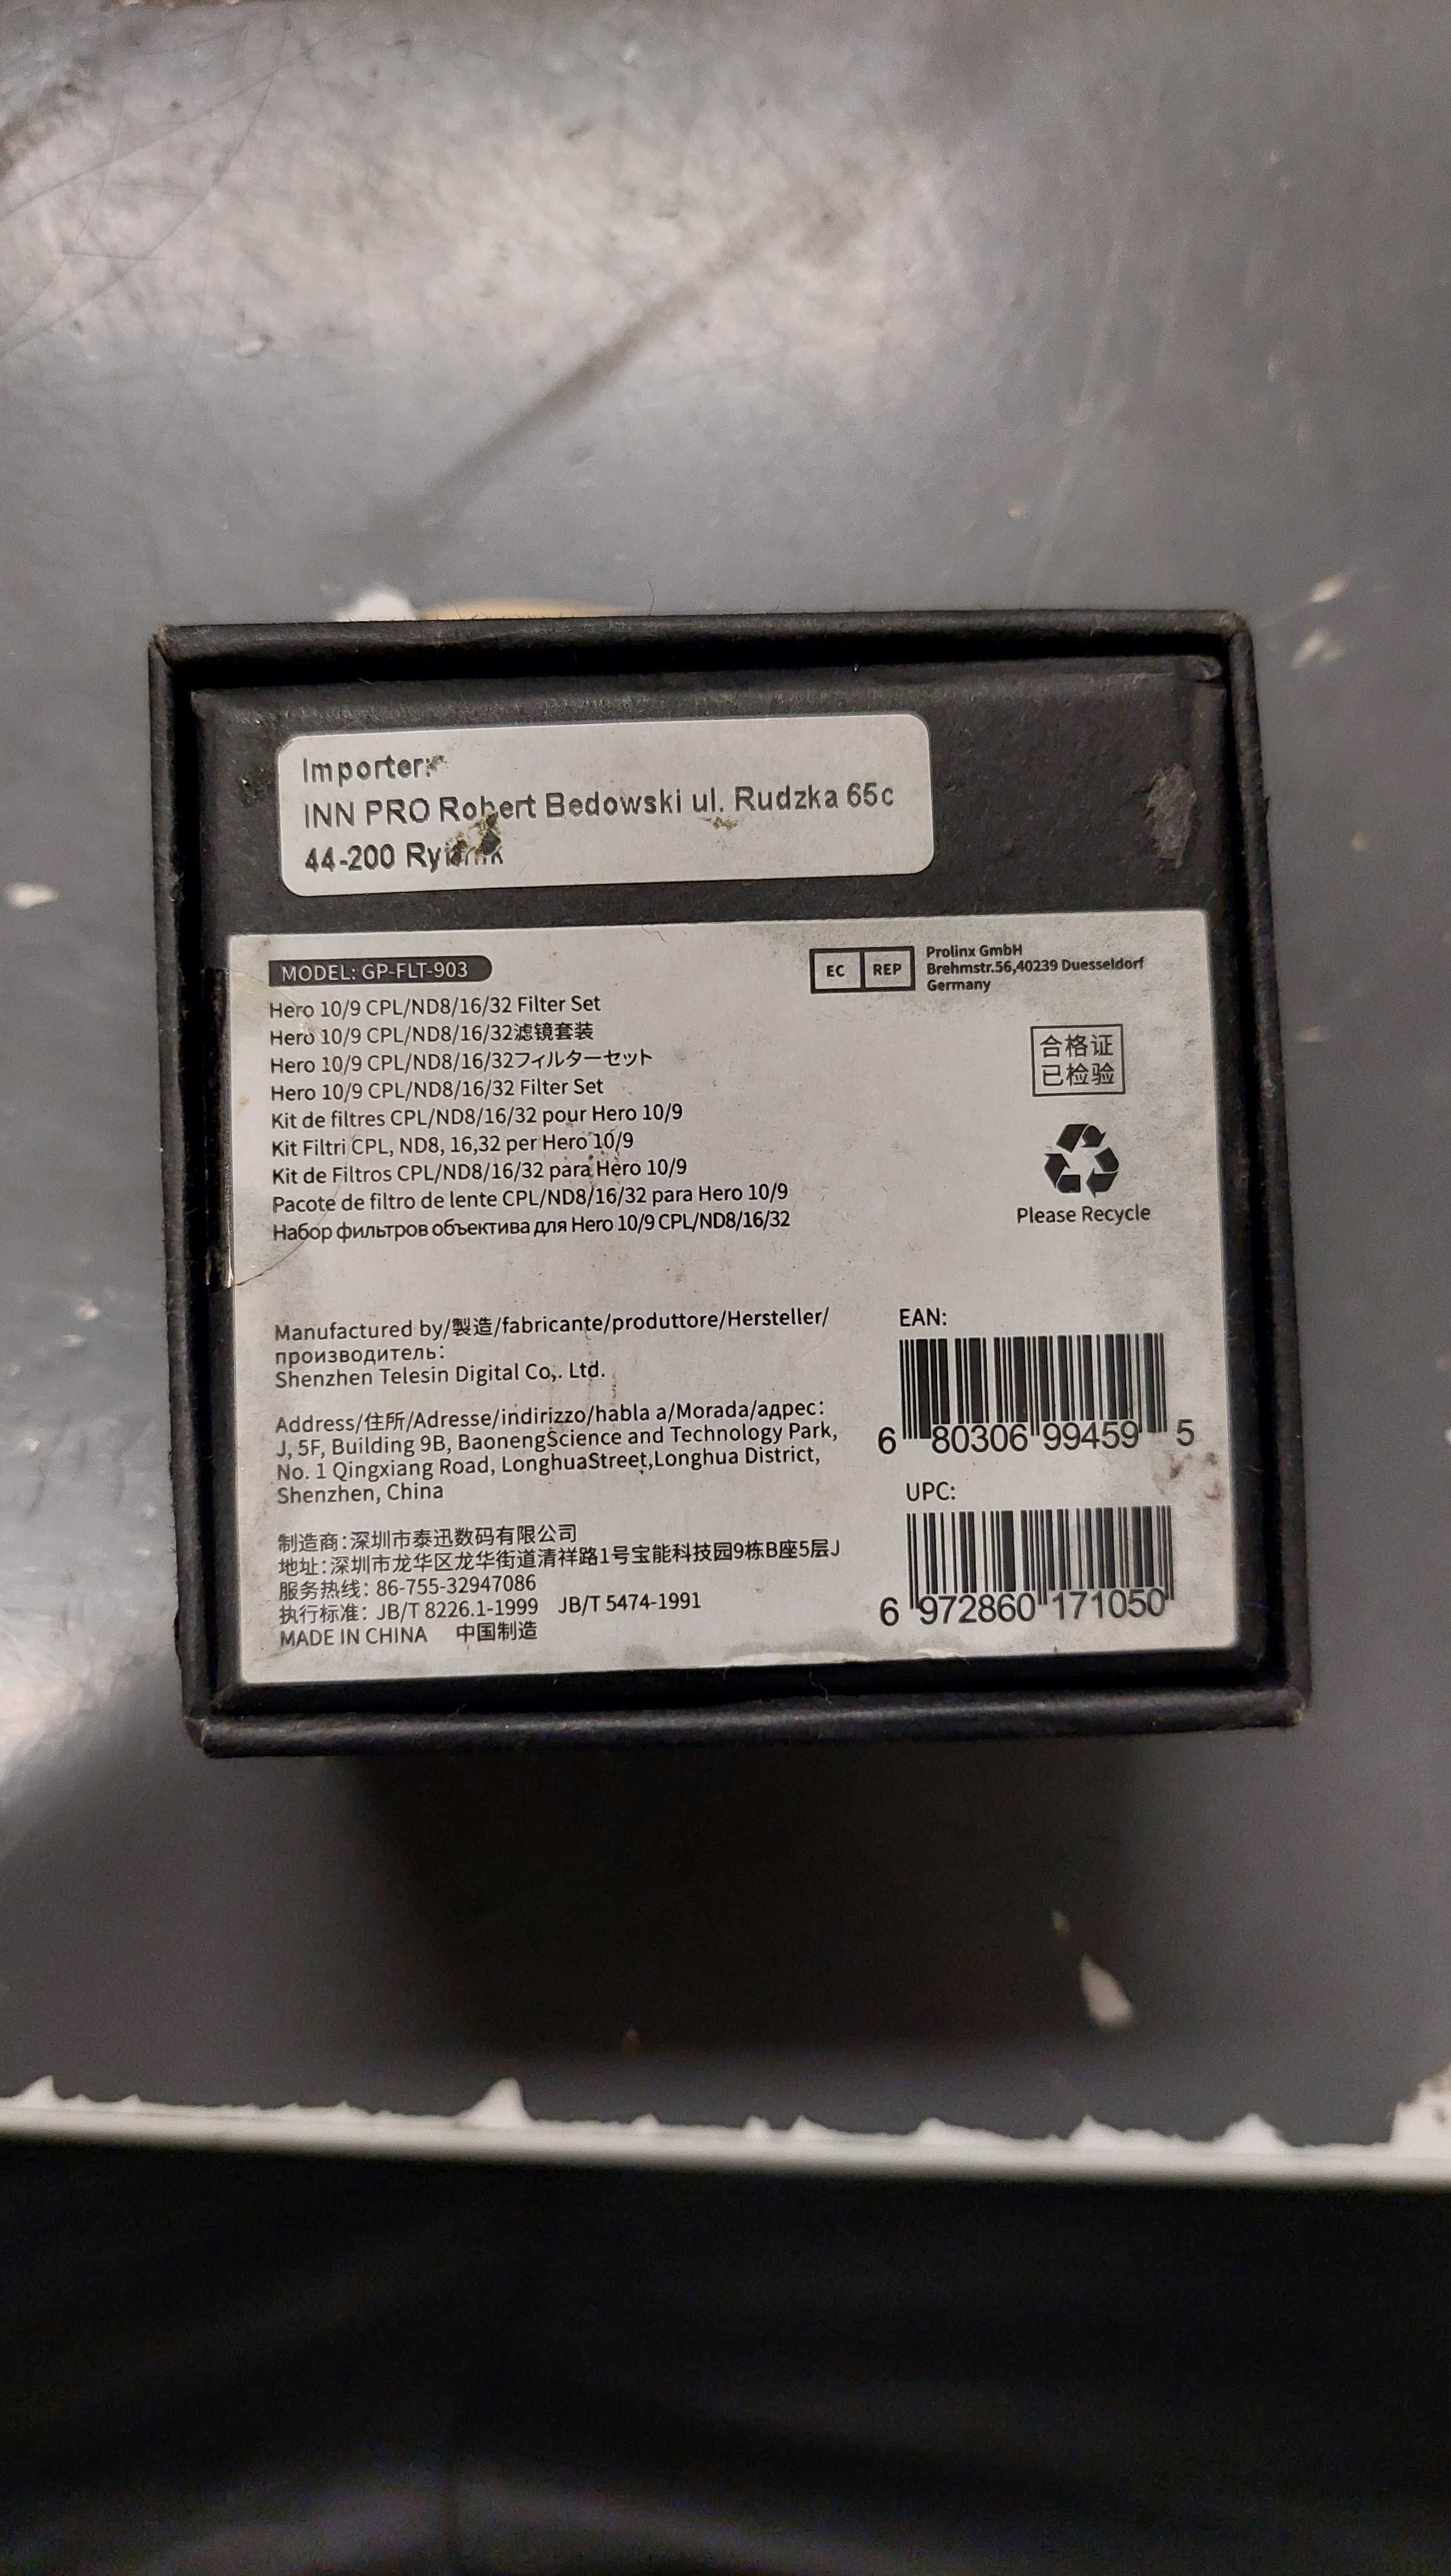 Importer:
INN PRO Robert Bedowski ul. Rudzka 65c
44-200
MODEL: GP-FLT-903
Hero 10/9 CPL/ND8/16/32 Filter Set
Hero 10/9 CPL/ND8/16/32滤镜套装
Hero 10/9 CPL/ND8/16/32フィルターセット
Hero 10/9 CPL/ND8/16/32 Filter Set
Kit de filtres CPL/ND8/16/32 pour Hero 10/9
Kit Filtri CPL, ND8, 16,32 per Hero 10/9
Kit de Filtros CPL/ND8/16/32 para Hero 10/9
Pacote de filtro de lente CPL/ND8/16/32 para Hero 10/9
Набор фильтров объектива для Hero 10/9 CPL/ND8/16/32
EC REP
Prolinx GmbH
Brehmstr.56,40239 Duesseldorf
Germany
合格证
已检验
Please Recycle
Manufactured by/製造/fabricante/produttore/Hersteller/
производитель:
Shenzhen Telesin Digital Co,. Ltd.
Address/住所/Adresse/indirizzo/habla a/Morada/адрес:
J, 5F, Building 9B, BaonengScience and Technology Park,
No. 1 Qingxiang Road, LonghuaStreet,Longhua District,
Shenzhen, China
制造商:深圳市泰迅数码有限公司
地址:深圳市龙华区龙华街道清祥路1号宝能科技园9栋B座5层J
服务热线: 86-755-32947086
执行标准: JB/T 8226.1-1999 JB/T 5474-1991
MADE IN CHINA 中国制造
EAN:
6 80306 99459 5
UPC:
6 972860 171050